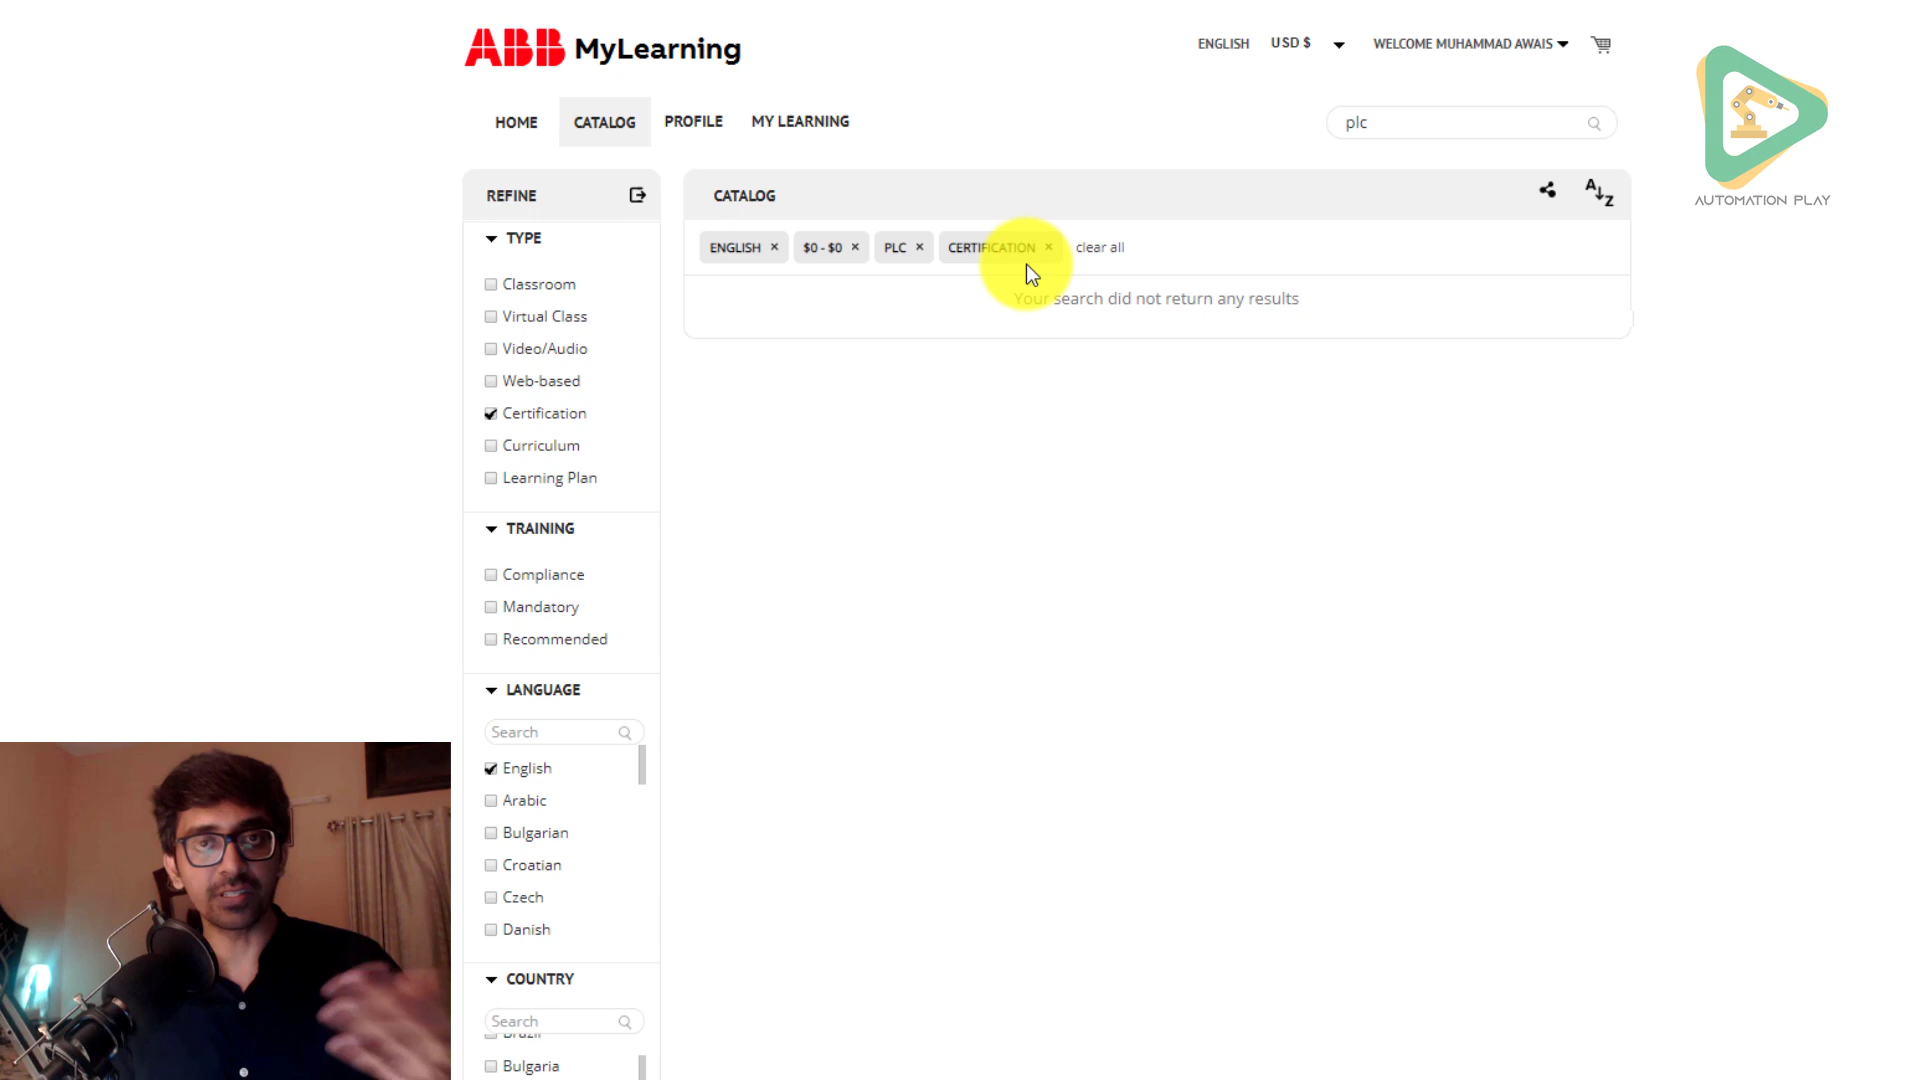 ABB MyLearning
ENGLISH
USD $
WELCOME MUHAMMAD AWAIS
HOME
CATALOG
PROFILE
MY LEARNING
plc
AUTOMATION PLAY
REFINE
TYPE
Classroom
Virtual Class
Video/Audio
Web-based
Certification
Curriculum
Learning Plan
TRAINING
Compliance
Mandatory
Recommended
LANGUAGE
Search
English
Arabic
Bulgarian
Croatian
Czech
Danish
COUNTRY
Search
Brazil
Bulgaria
CATALOG
A Z
ENGLISH × $0 - $0 × PLC × CERTIFICATION × clear all
Your search did not return any results